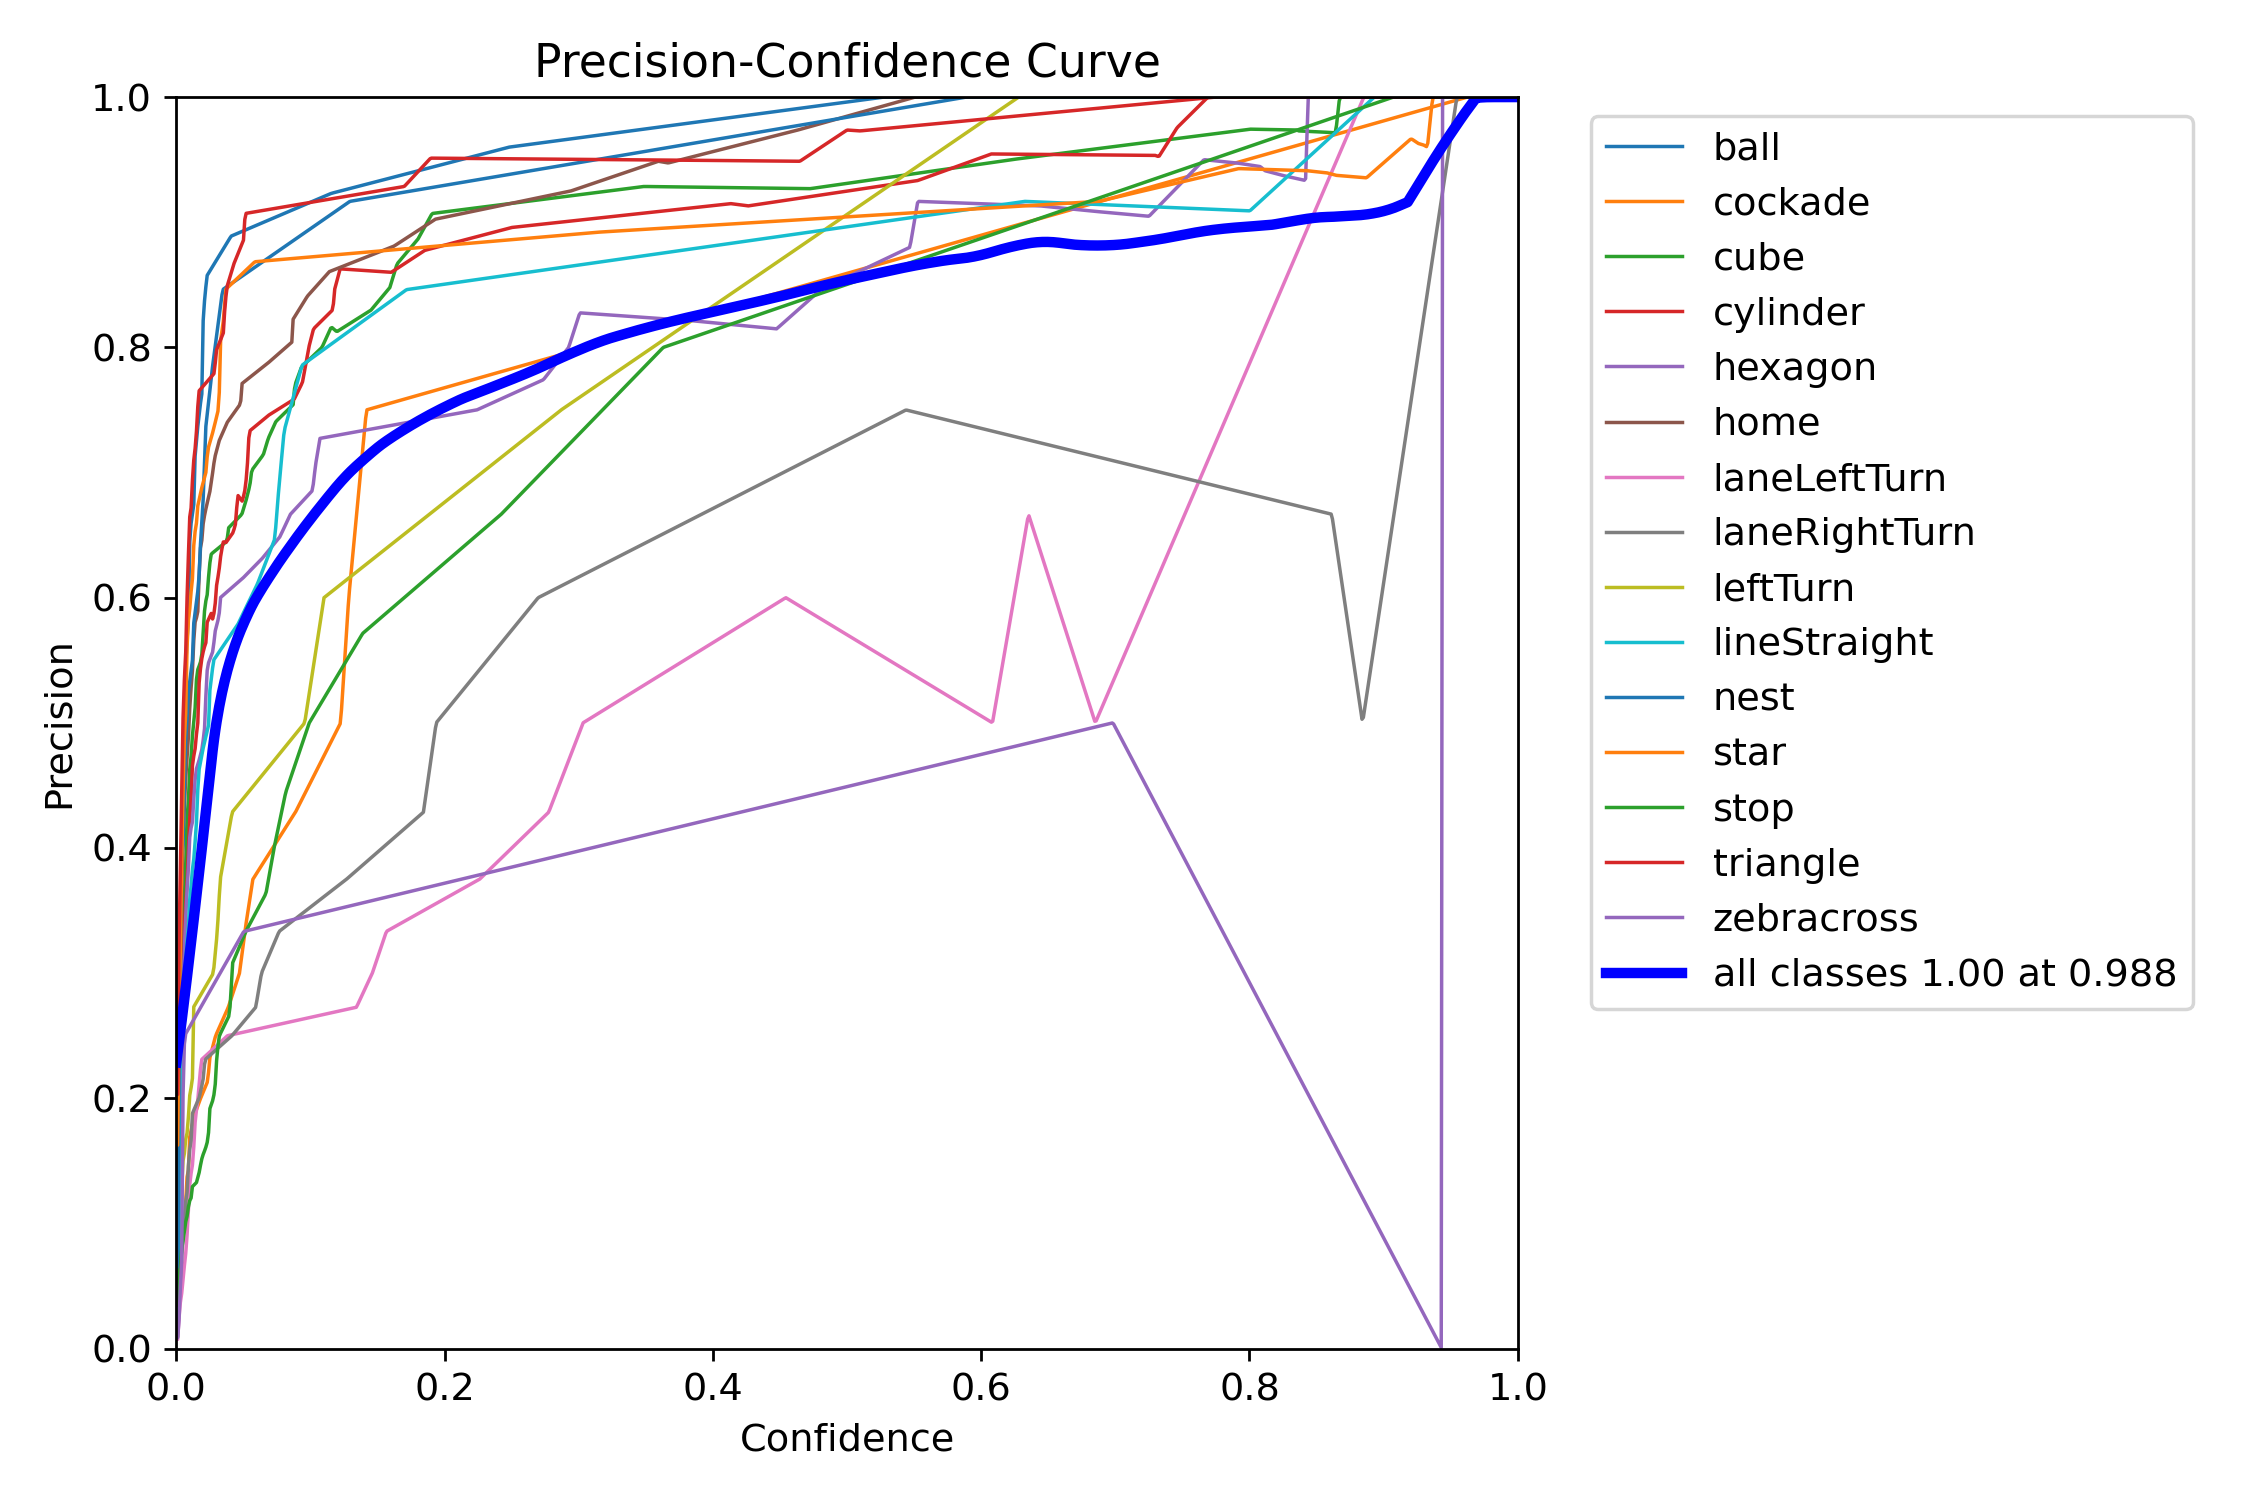 Precision-Confidence Curve
1.0
0.8
0.6
0.4
0.2
0.0
Precision
0.0 0.2 0.4 0.6 0.8 1.0
Confidence
ball
cockade
cube
cylinder
hexagon
home
laneLeftTurn
laneRightTurn
leftTurn
lineStraight
nest
star
stop
triangle
zebracross
all classes 1.00 at 0.988